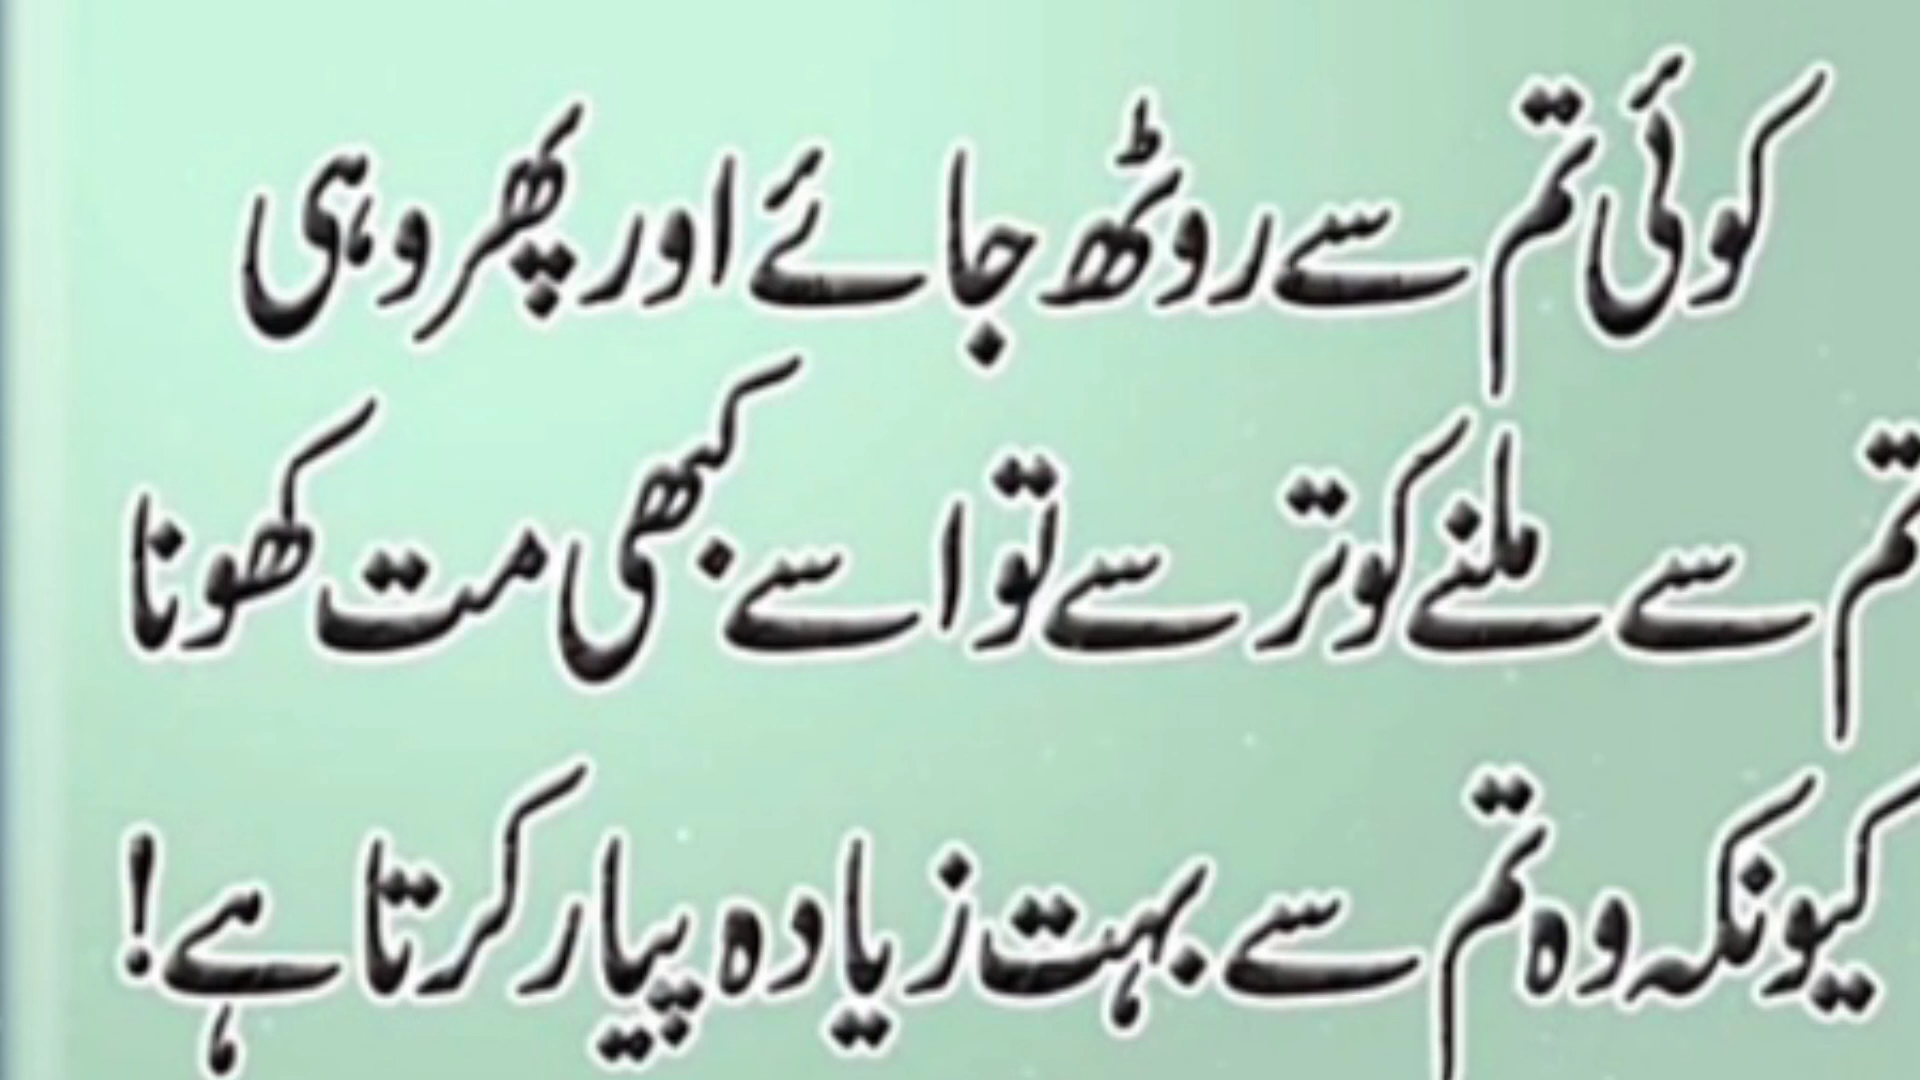 کوئی تم سے روٹھ جائے اور پھر وہی
تم سے ملنے کو ترسے تو اسے کبھی مت کھونا
کیونکہ وہ تم سے بہت زیادہ پیار کرتا ہے!